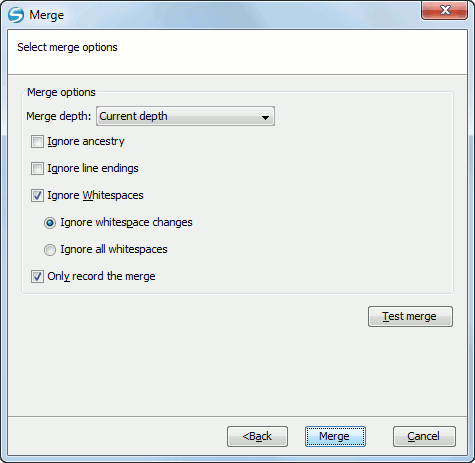 Merge
Select merge options
Merge options
Merge depth: Current depth
Ignore ancestry
Ignore line endings
Ignore Whitespaces
Ignore whitespace changes
Ignore all whitespaces
Only record the merge
Test merge
<Back Merge Cancel